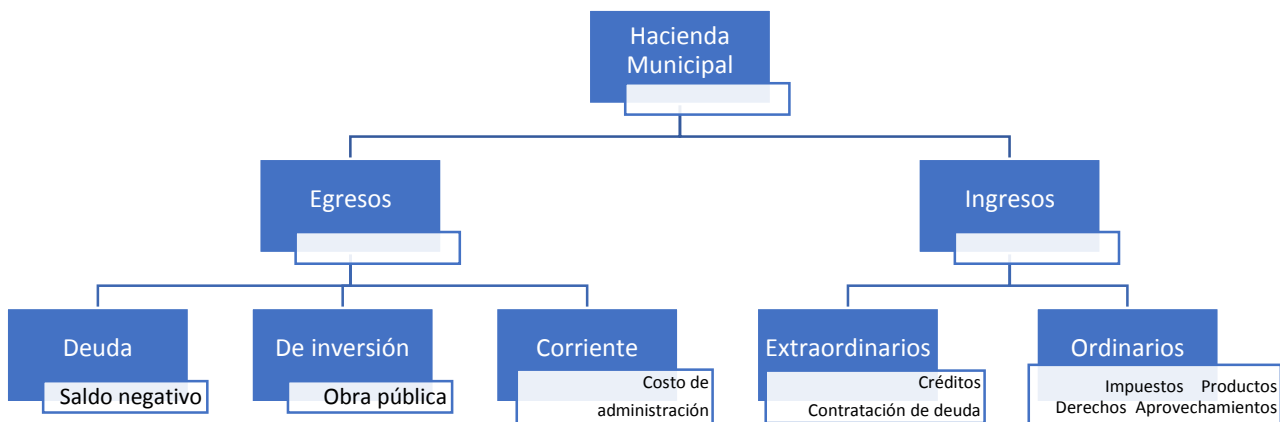 Hacienda
Municipal
Egresos
Ingresos
Deuda
Saldo negativo
De inversión
Obra pública
Corriente
Costo de
administración
Extraordinarios
Créditos
Contratación de deuda
Ordinarios
Impuestos Productos
Derechos Aprovechamientos